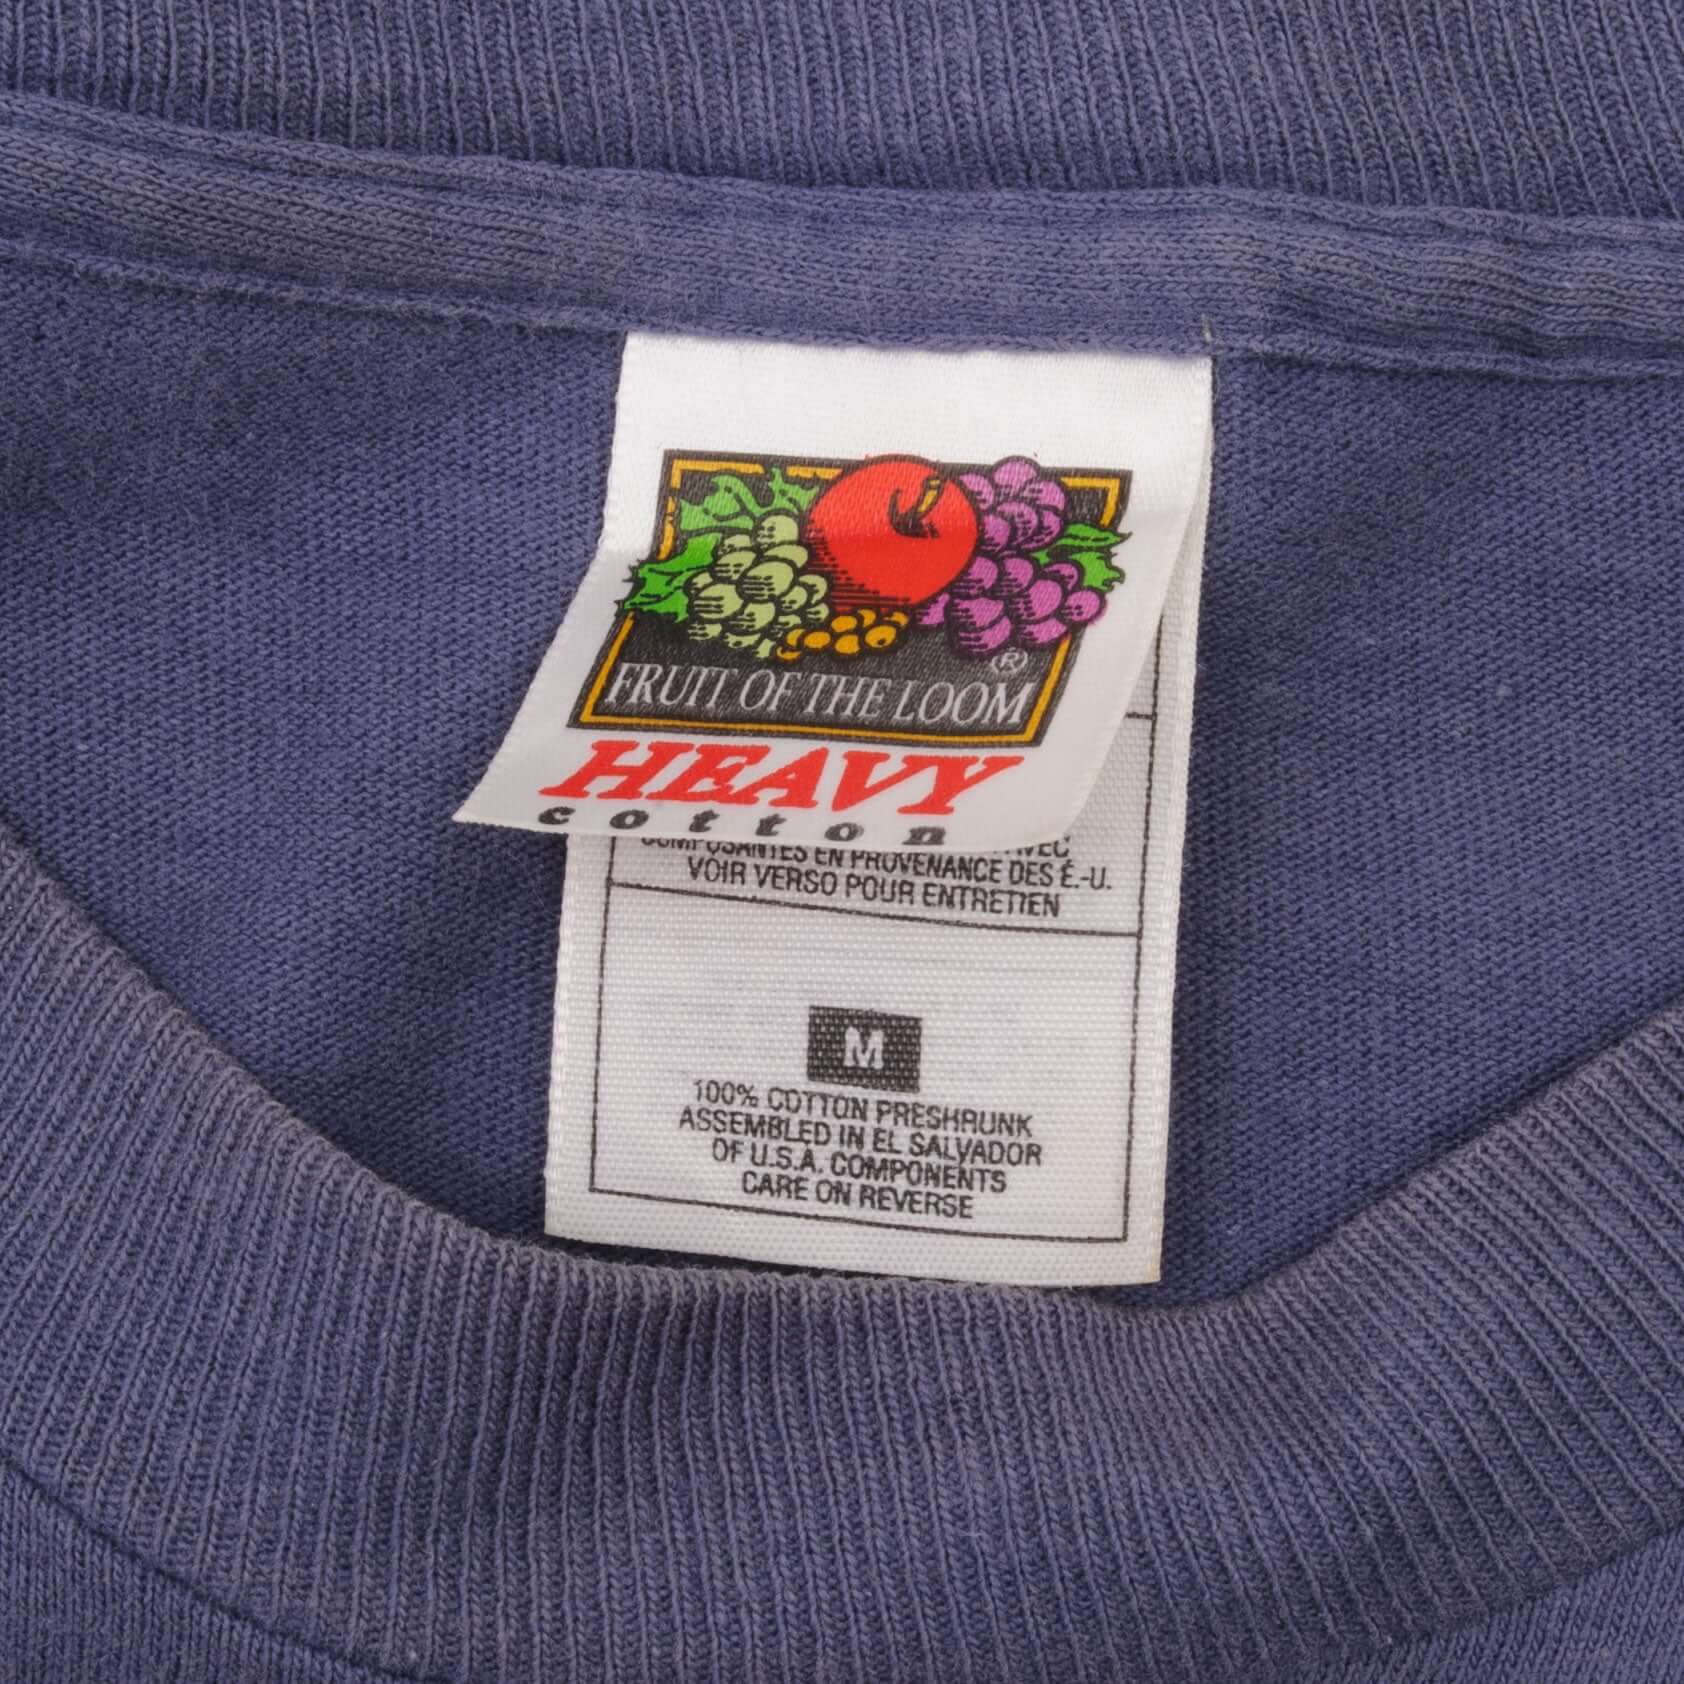 ®
FRUIT OF THE LOOM
HEAVY
cotton
COMPOSANTES EN PROVENANCE DES É.-U.
VOIR VERSO POUR ENTRETIEN
M
100% COTTON PRESHRUNK
ASSEMBLED IN EL SALVADOR
OF U.S.A. COMPONENTS
CARE ON REVERSE